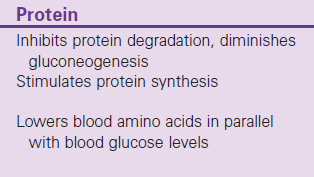 Protein
Inhibits protein degradation, diminishes
gluconeogenesis
Stimulates protein synthesis
Lowers blood amino acids in parallel
with blood glucose levels